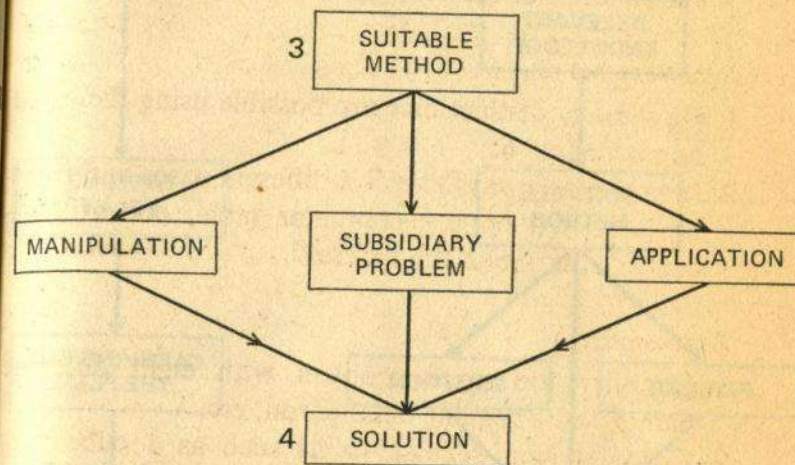 3
SUITABLE
METHOD
MANIPULATION
SUBSIDIARY
PROBLEM
APPLICATION
4
SOLUTION